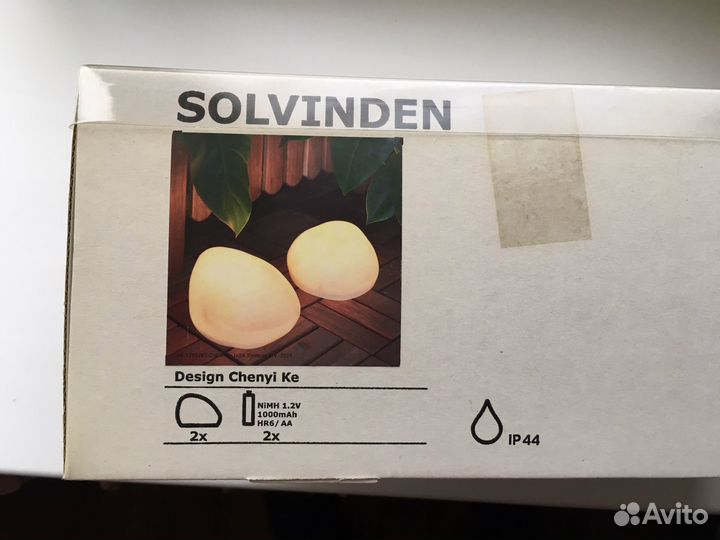 SOLVINDEN
Design Chenyi Ke
NiMH 1.2V
1000mAh
HR6/ AA
2x
2x
IP44
Avito